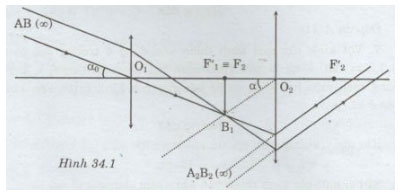 AB (∞)
α₀
O₁
F'₁ ≡ F₂
α
O₂
F'₂
B₁
A₂B₂ (∞)
Hình 34.1